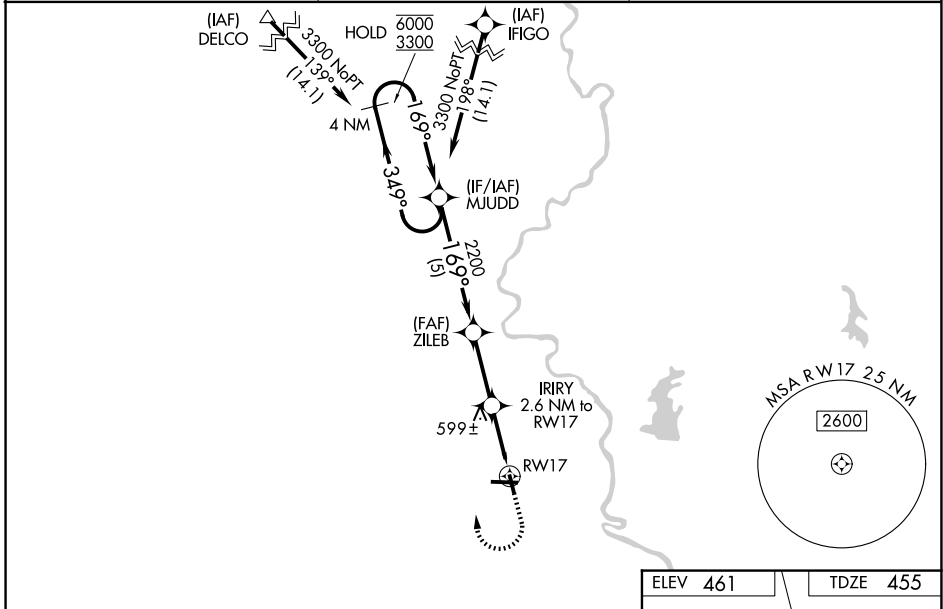 (IAF)
DELCO
3300 NoPT
139°
(14.1)
HOLD
6000
3300
(IAF)
IFIGO
3300 NoPT
198°
(14.1)
4 NM
169°
349°
(IF/IAF)
MJUDD
2200
169°
(5)
(FAF)
ZILEB
IRIRY
2.6 NM to
RW17
599±
RW17
MSA RW17 25 NM
2600
ELEV 461
TDZE 455